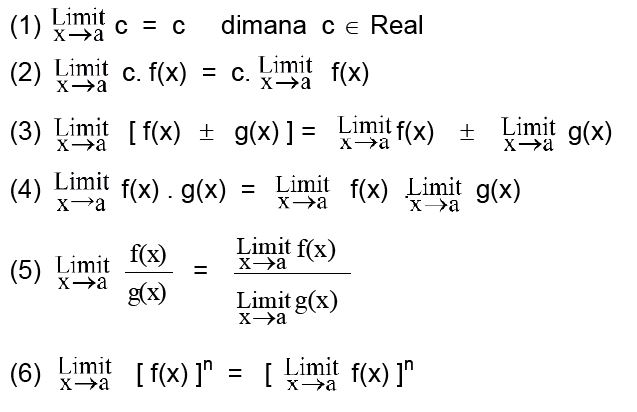 (1) Limit x→a c = c dimana c ∈ Real
(2) Limit x→a c. f(x) = c. Limit x→a f(x)
(3) Limit x→a [ f(x) ± g(x) ] = Limit x→a f(x) ± Limit x→a g(x)
(4) Limit x→a f(x) . g(x) = Limit x→a f(x) . Limit x→a g(x)
(5) Limit x→a f(x)/g(x) = Limit x→a f(x) / Limit x→a g(x)
(6) Limit x→a [ f(x) ]ⁿ = [ Limit x→a f(x) ]ⁿ